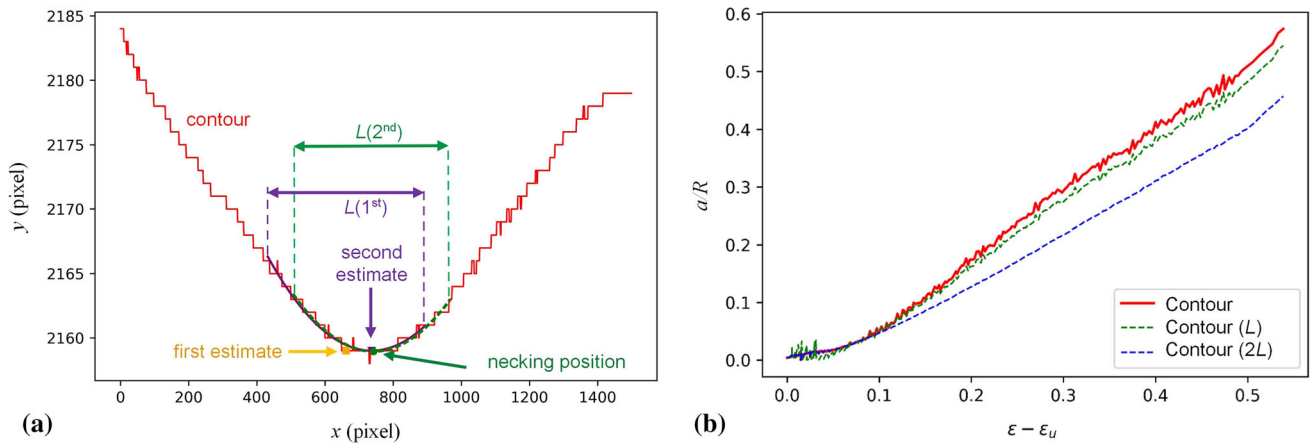 2185
2180
2175
2170
2165
2160
y (pixel)
contour
L(2nd)
L(1st)
second
estimate
first estimate
necking position
0 200 400 600 800 1000 1200 1400
x (pixel)
(a)
0.6
0.5
0.4
0.3
0.2
0.1
0.0
a/R
Contour
Contour (L)
Contour (2L)
0.0 0.1 0.2 0.3 0.4 0.5
ε − εu
(b)